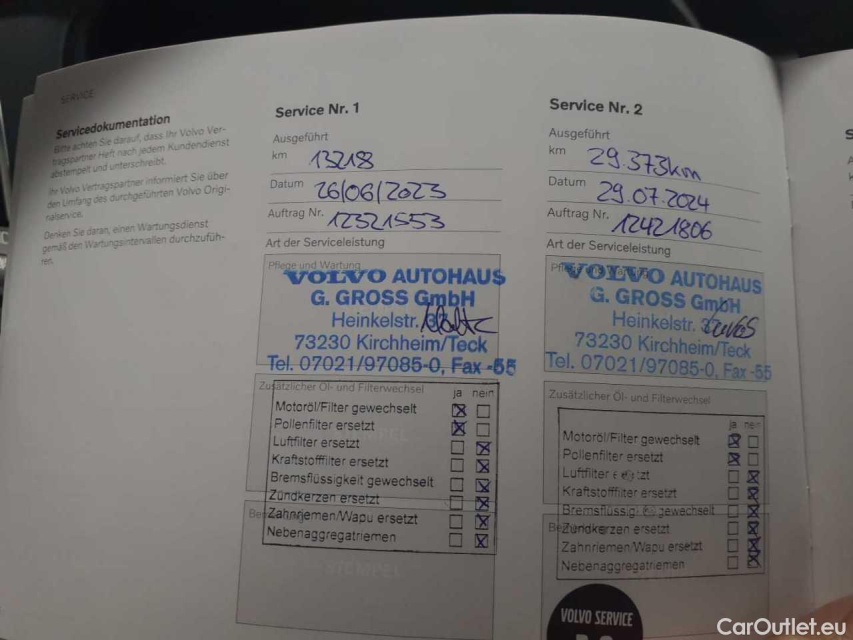 SERVICE
Servicedokumentation
Bitte achten Sie darauf, dass Ihr Volvo Ver-
tragspartner Heft nach jedem Kundendienst
abstempelt und unterschreibt.
Ihr Volvo Vertragspartner informiert Sie über
den Umfang des durchgeführten Volvo Origi-
nalservice.
Denken Sie daran, einen Wartungsdienst
gemäß den Wartungsintervallen durchzufüh-
ren.
Service Nr. 1
Ausgeführt
km 13218
Datum 26/06/2023
Auftrag Nr. 12321553
Art der Serviceleistung
Pflege und Wartung
VOLVO AUTOHAUS
G. GROSS GmbH
Heinkelstr.
73230 Kirchheim/Teck
Tel. 07021/97085-0, Fax -55
Zusätzlicher Öl- und Filterwechsel
ja nein
Motoröl/Filter gewechselt
Pollenfilter ersetzt
Luftfilter ersetzt
Kraftstofffilter ersetzt
Bremsflüssigkeit gewechselt
Zündkerzen ersetzt
Zahnriemen/Wapu ersetzt
Nebenaggregatriemen
Service Nr. 2
Ausgeführt
km 29.373km
Datum 29.07.2024
Auftrag Nr. 12421806
Art der Serviceleistung
Pflege und Wartung
VOLVO AUTOHAUS
G. GROSS GmbH
Heinkelstr.
73230 Kirchheim/Teck
Tel. 07021/97085-0, Fax -55
Zusätzlicher Öl- und Filterwechsel
ja nein
Motoröl/Filter gewechselt
Pollenfilter ersetzt
Luftfilter
Kraftstofffilter ersetzt
gewechselt
Zündkerzen ersetzt
Zahnriemen/Wapu ersetzt
Nebenaggregatriemen
VOLVO SERVICE
CarOutlet.eu